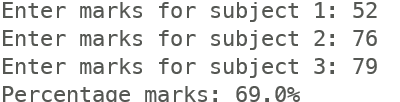 Enter marks for subject 1: 52
Enter marks for subject 2: 76
Enter marks for subject 3: 79
Percentage marks: 69.0%